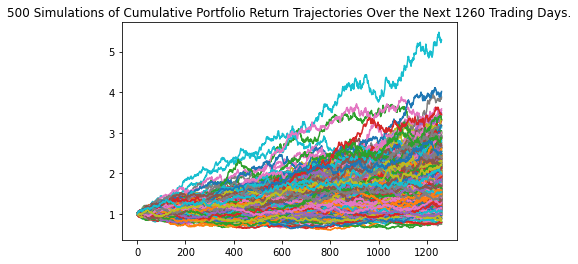 500 Simulations of Cumulative Portfolio Return Trajectories Over the Next 1260 Trading Days.
5
4
3
2
1
0 200 400 600 800 1000 1200